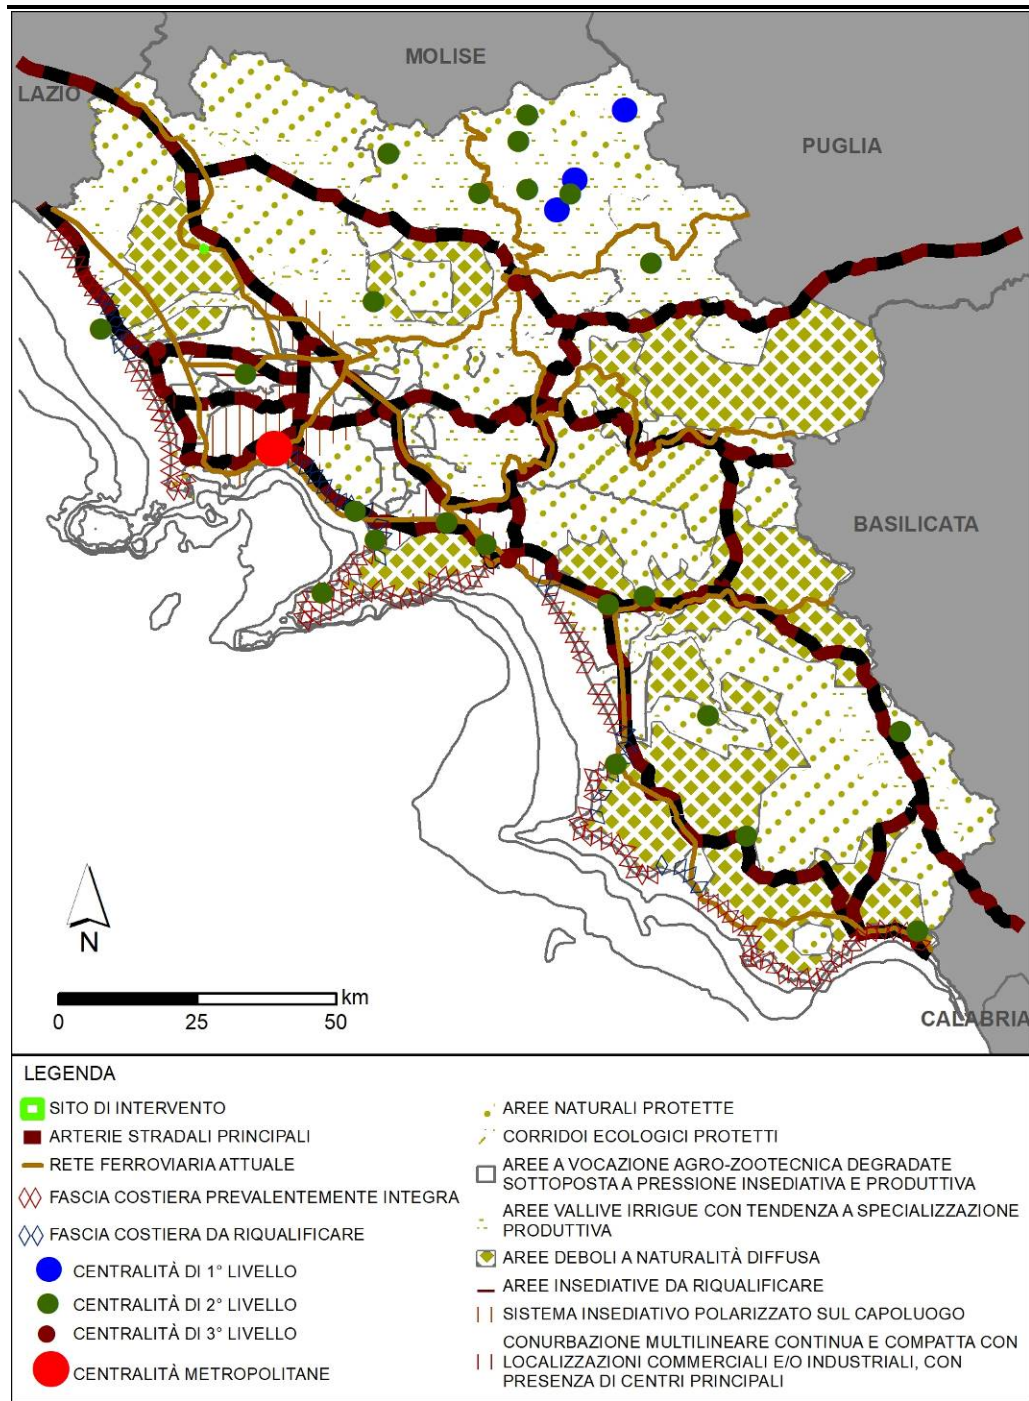 MOLISE
LAZIO
PUGLIA
BASILICATA
N
km
0 25 50
CALABRIA
LEGENDA
SITO DI INTERVENTO
ARTERIE STRADALI PRINCIPALI
RETE FERROVIARIA ATTUALE
FASCIA COSTIERA PREVALENTEMENTE INTEGRA
FASCIA COSTIERA DA RIQUALIFICARE
CENTRALITÀ DI 1° LIVELLO
CENTRALITÀ DI 2° LIVELLO
CENTRALITÀ DI 3° LIVELLO
CENTRALITÀ METROPOLITANE
AREE NATURALI PROTETTE
CORRIDOI ECOLOGICI PROTETTI
AREE A VOCAZIONE AGRO-ZOOTECNICA DEGRADATE
SOTTOPOSTA A PRESSIONE INSEDIATIVA E PRODUTTIVA
AREE VALLIVE IRRIGUE CON TENDENZA A SPECIALIZZAZIONE
PRODUTTIVA
AREE DEBOLI A NATURALITÀ DIFFUSA
AREE INSEDIATIVE DA RIQUALIFICARE
SISTEMA INSEDIATIVO POLARIZZATO SUL CAPOLUOGO
CONURBAZIONE MULTILINEARE CONTINUA E COMPATTA CON
LOCALIZZAZIONI COMMERCIALI E/O INDUSTRIALI, CON
PRESENZA DI CENTRI PRINCIPALI